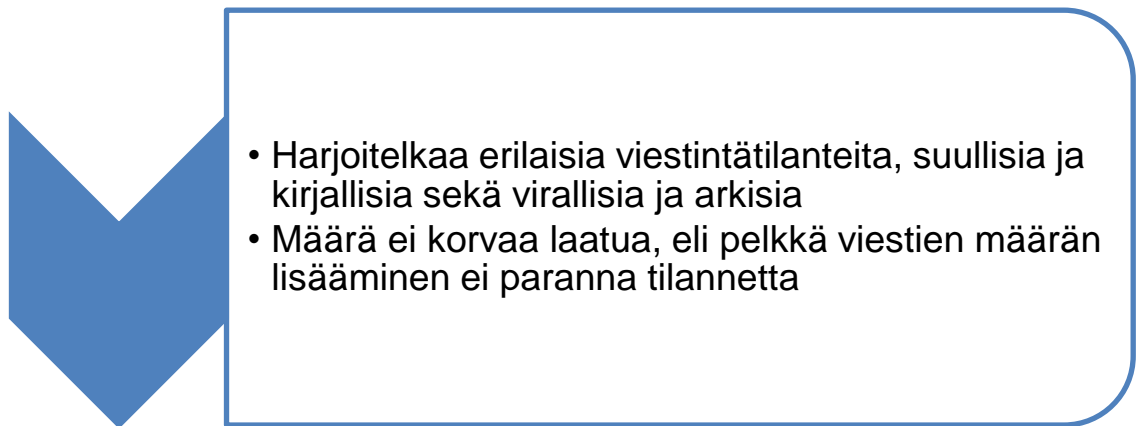 • Harjoitelkaa erilaisia viestintätilanteita, suullisia ja
kirjallisia sekä virallisia ja arkisia
• Määrä ei korvaa laatua, eli pelkkä viestien määrän
lisääminen ei paranna tilannetta